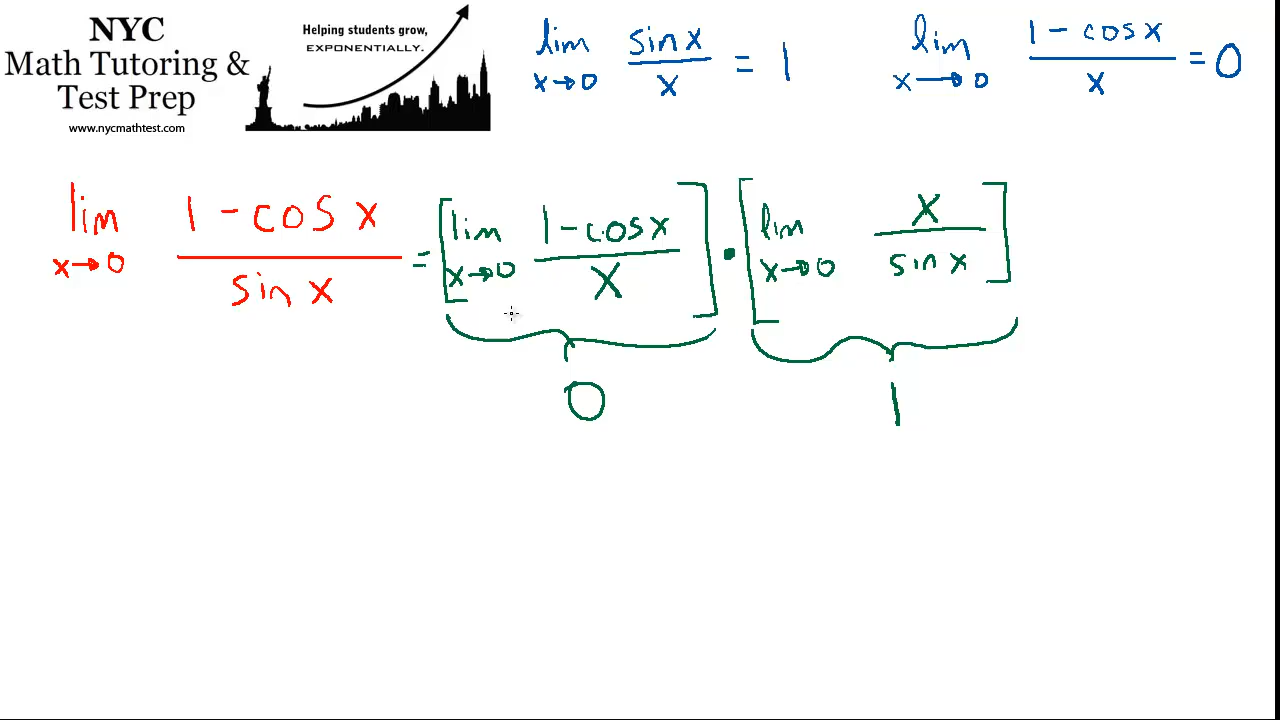 NYC
Math Tutoring &
Test Prep
www.nycmathtest.com
Helping students grow,
EXPONENTIALLY.
lim x→0 sin x / x = 1
lim x→0 1 - cos x / x = 0
lim x→0 1 - cos x / sin x = [lim x→0 1 - cos x / x] · [lim x→0 x / sin x]
0 1